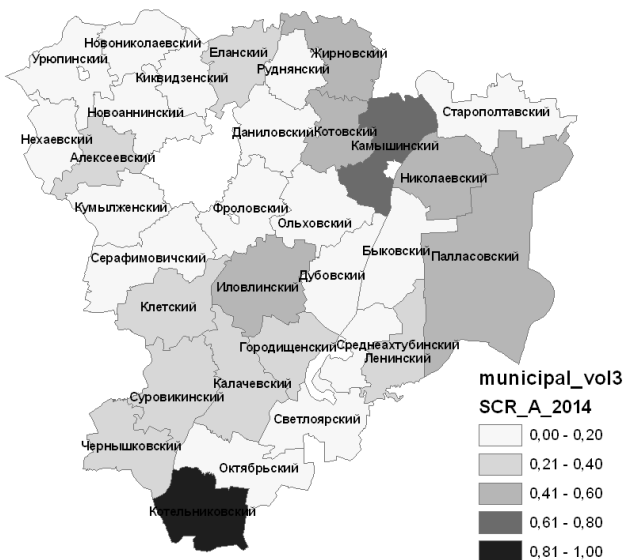 Новониколаевский
Урюпинский
Еланский
Жирновский
Руднянский
Киквидзенский
Новоаннинский
Старополтавский
Нехаевский
Даниловский
Котовский
Камышинский
Алексеевский
Николаевский
Кумылженский
Фроловский
Ольховский
Быковский
Палласовский
Серафимовичский
Дубовский
Иловлинский
Клетский
Городищенский
Среднеахтубинский
Ленинский
Калачевский
Суровикинский
Светлоярский
Чернышковский
Октябрьский
Котельниковский
municipal_vol3
SCR_A_2014
0,00 - 0,20
0,21 - 0,40
0,41 - 0,60
0,61 - 0,80
0,81 - 1,00